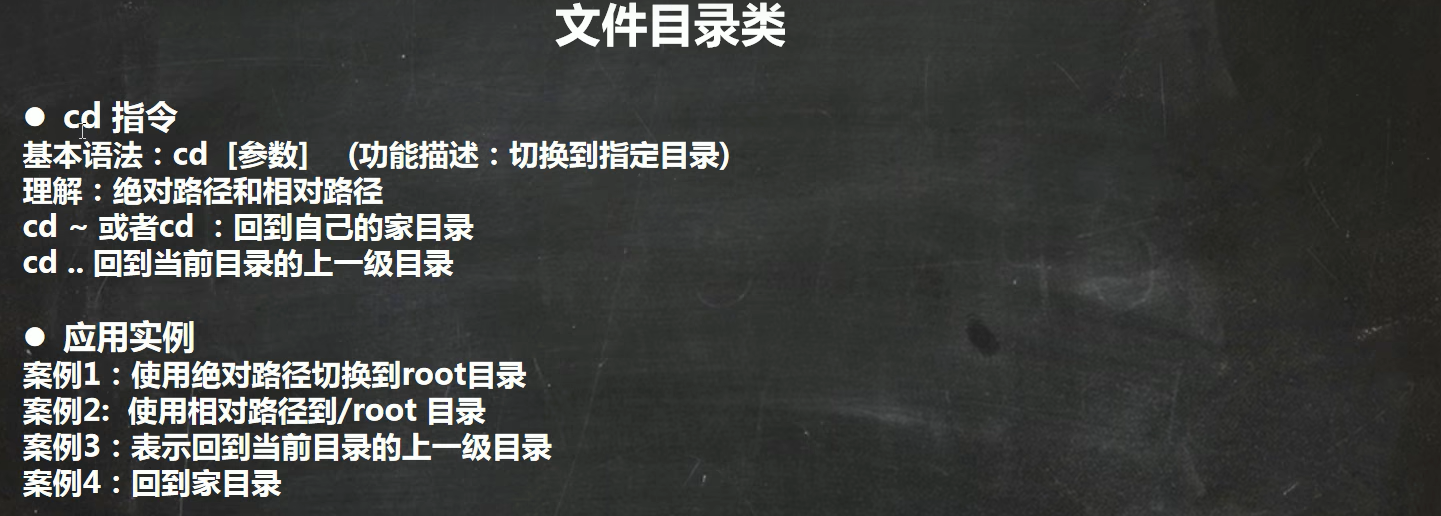 文件目录类
● cd 指令
基本语法：cd [参数] (功能描述：切换到指定目录)
理解：绝对路径和相对路径
cd ~ 或者cd ：回到自己的家目录
cd .. 回到当前目录的上一级目录
● 应用实例
案例1：使用绝对路径切换到root目录
案例2: 使用相对路径到/root 目录
案例3：表示回到当前目录的上一级目录
案例4：回到家目录